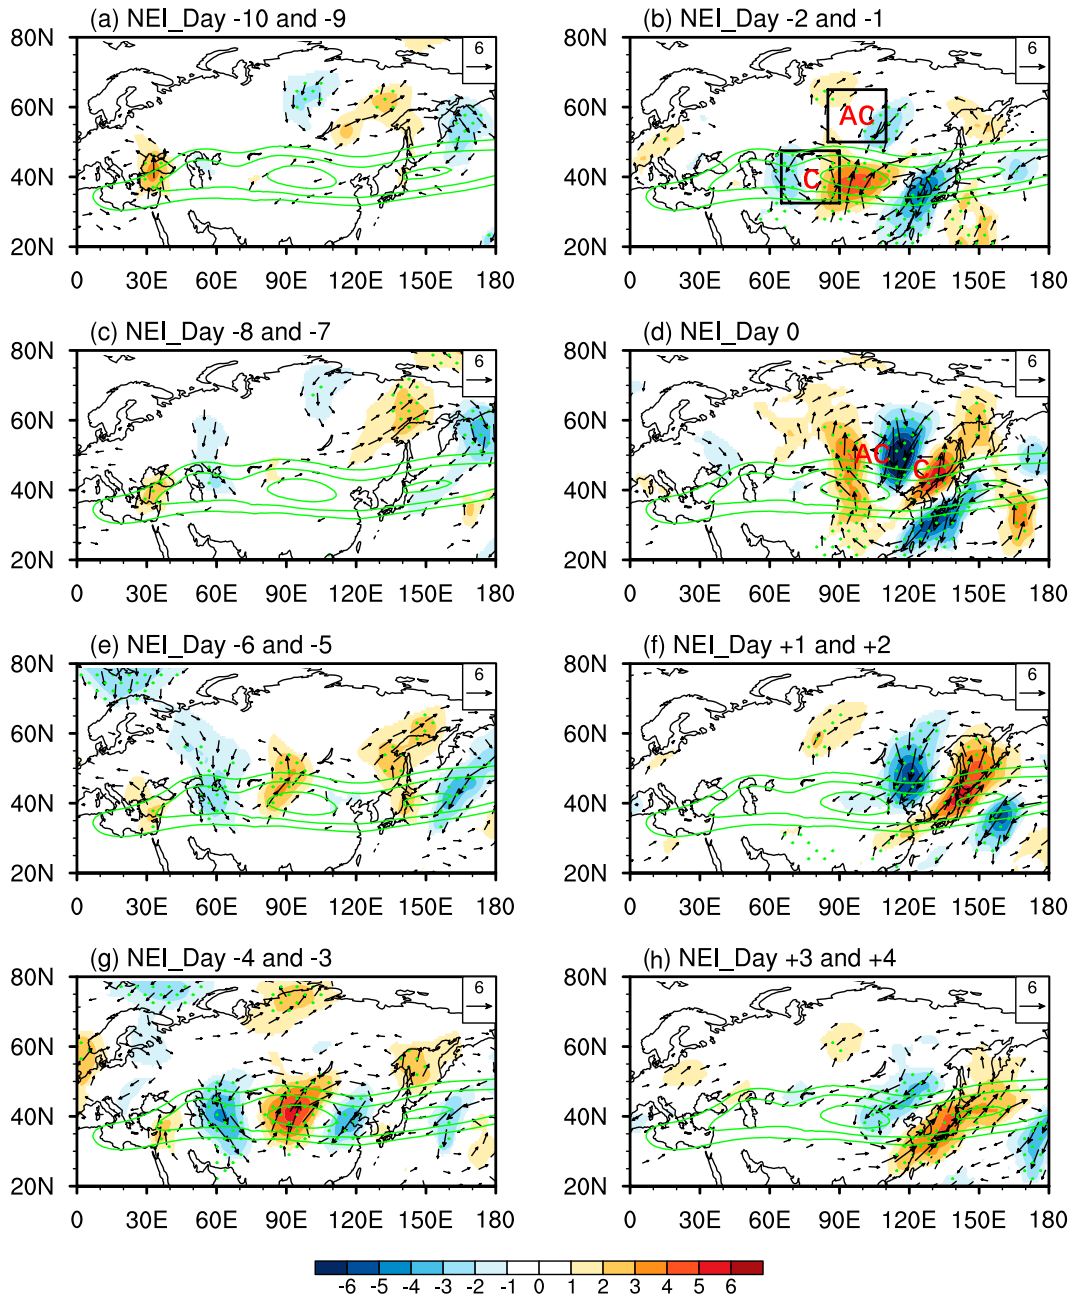 (a) NEI_Day -10 and -9
80N
60N
40N
20N
0 30E 60E 90E 120E 150E 180
6
(b) NEI_Day -2 and -1
80N
60N
40N
20N
0 30E 60E 90E 120E 150E 180
6
AC
C
(c) NEI_Day -8 and -7
80N
60N
40N
20N
0 30E 60E 90E 120E 150E 180
6
(d) NEI_Day 0
80N
60N
40N
20N
0 30E 60E 90E 120E 150E 180
6
AC
C
(e) NEI_Day -6 and -5
80N
60N
40N
20N
0 30E 60E 90E 120E 150E 180
6
(f) NEI_Day +1 and +2
80N
60N
40N
20N
0 30E 60E 90E 120E 150E 180
6
(g) NEI_Day -4 and -3
80N
60N
40N
20N
0 30E 60E 90E 120E 150E 180
6
(h) NEI_Day +3 and +4
80N
60N
40N
20N
0 30E 60E 90E 120E 150E 180
6
-6 -5 -4 -3 -2 -1 0 1 2 3 4 5 6